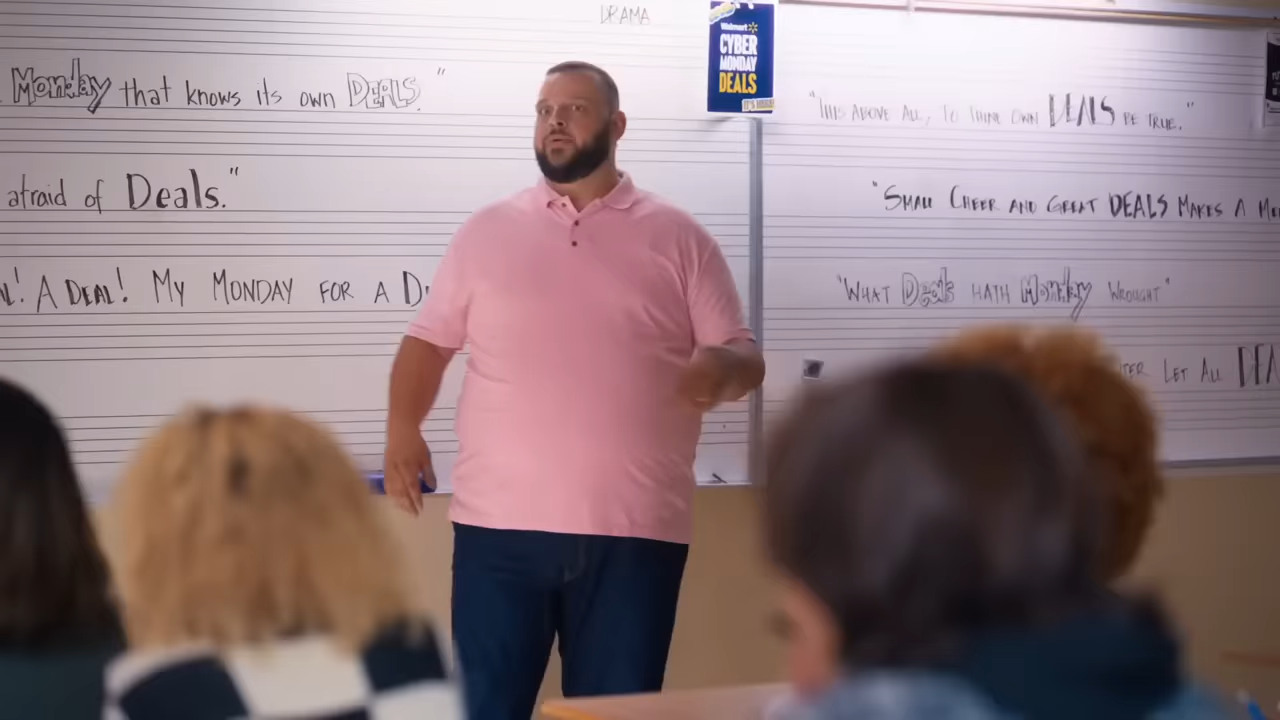 DRAMA
Walmart
CYBER
MONDAY
DEALS
Monday that knows its own DEALS."
afraid of Deals."
A DEAL! MY MONDAY FOR A
"THIS ABOVE ALL, TO THINE OWN DEALS BE TRUE."
"SMALL CHEER AND GREAT DEALS MAKES A
"WHAT Deals HATH Monday WROUGHT"
LET ALL